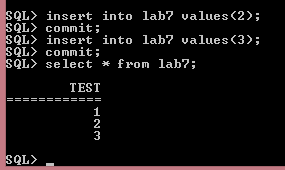 SQL> insert into lab7 values(2);
SQL> commit;
SQL> insert into lab7 values(3);
SQL> commit;
SQL> select * from lab7;
TEST
============
1
2
3
SQL> _